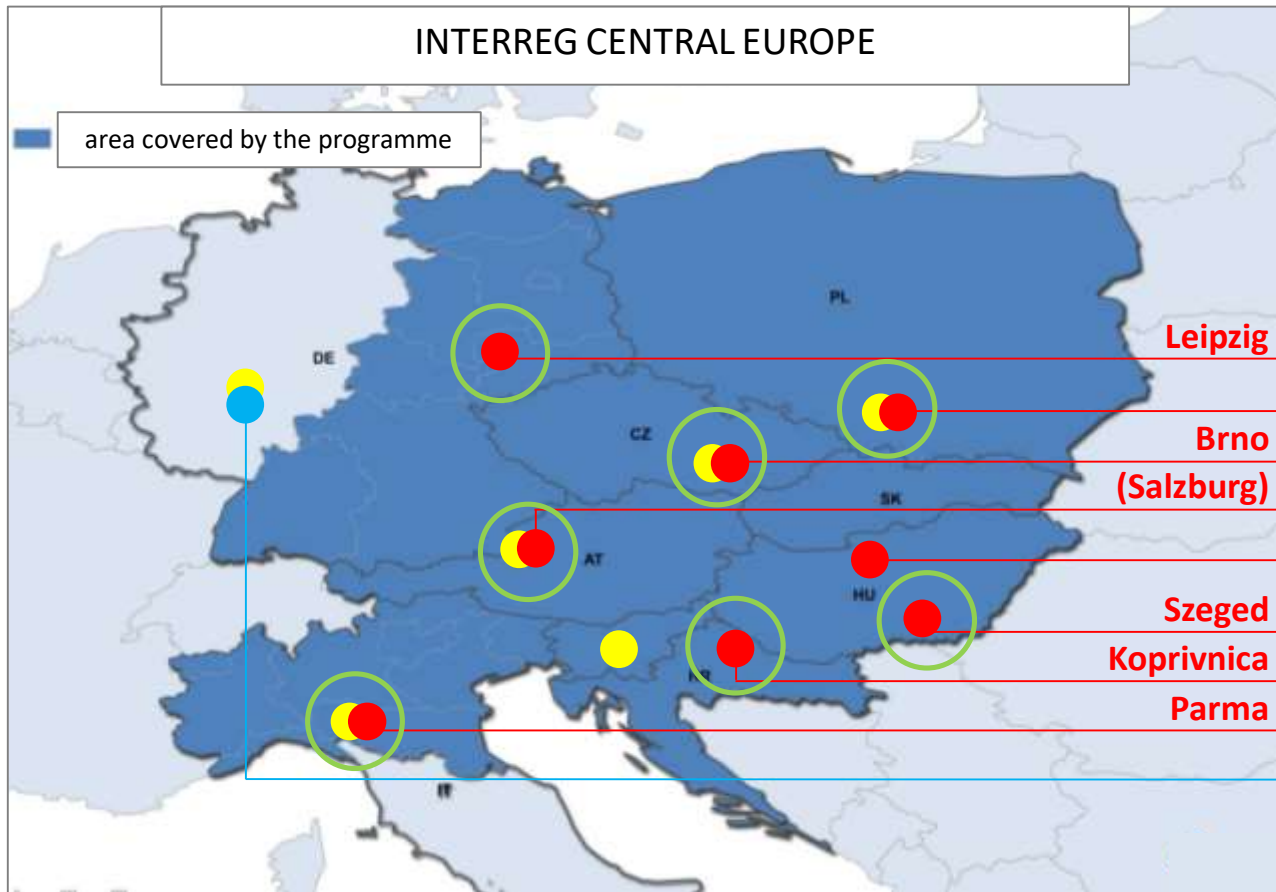 INTERREG CENTRAL EUROPE
area covered by the programme
PL
Leipzig
DE
CZ
Brno
(Salzburg)
SK
AT
HU
Szeged
Koprivnica
HR
Parma
IT